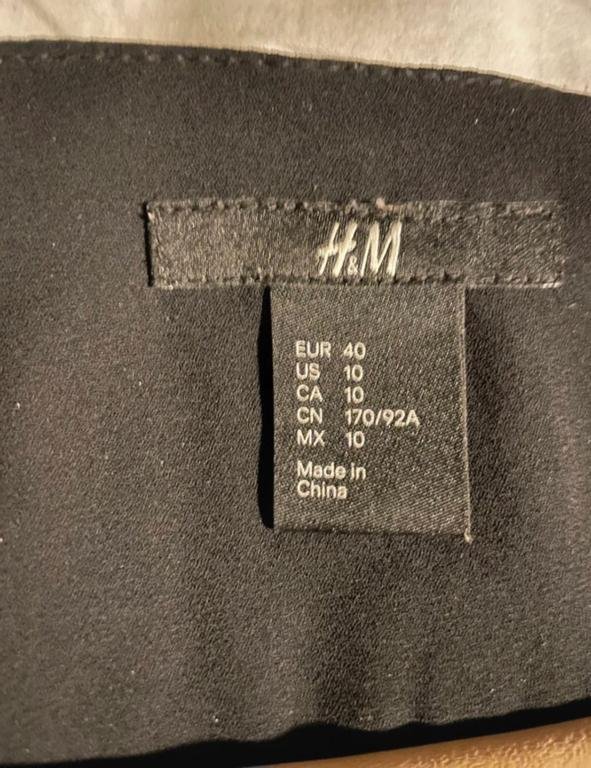 H&M
EUR 40
US 10
CA 10
CN 170/92A
MX 10
Made in
China